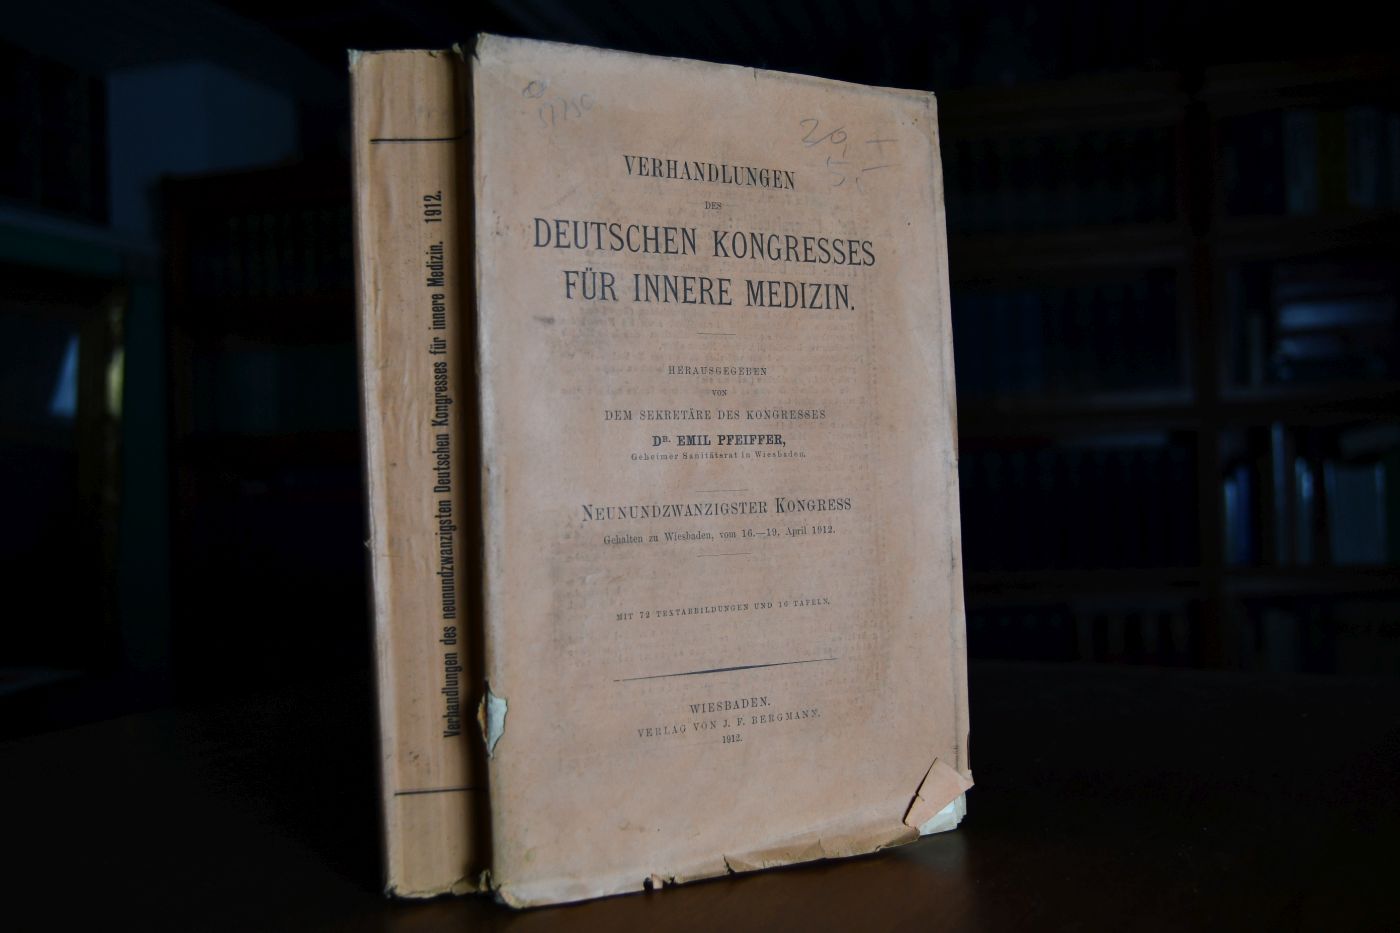 Verhandlungen des neunundzwanzigsten Deutschen Kongresses für innere Medizin. 1912.
VERHANDLUNGEN
DES
DEUTSCHEN KONGRESSES
FÜR INNERE MEDIZIN.
HERAUSGEGEBEN
VON
DEM SEKRETÄRE DES KONGRESSES
DR. EMIL PFEIFFER,
Geheimer Sanitätsrat in Wiesbaden.
NEUNUNDZWANZIGSTER KONGRESS
Gehalten zu Wiesbaden, vom 16.—19. April 1912.
MIT 72 TEXTABBILDUNGEN UND 16 TAFELN.
WIESBADEN.
VERLAG VON J. F. BERGMANN.
1912.